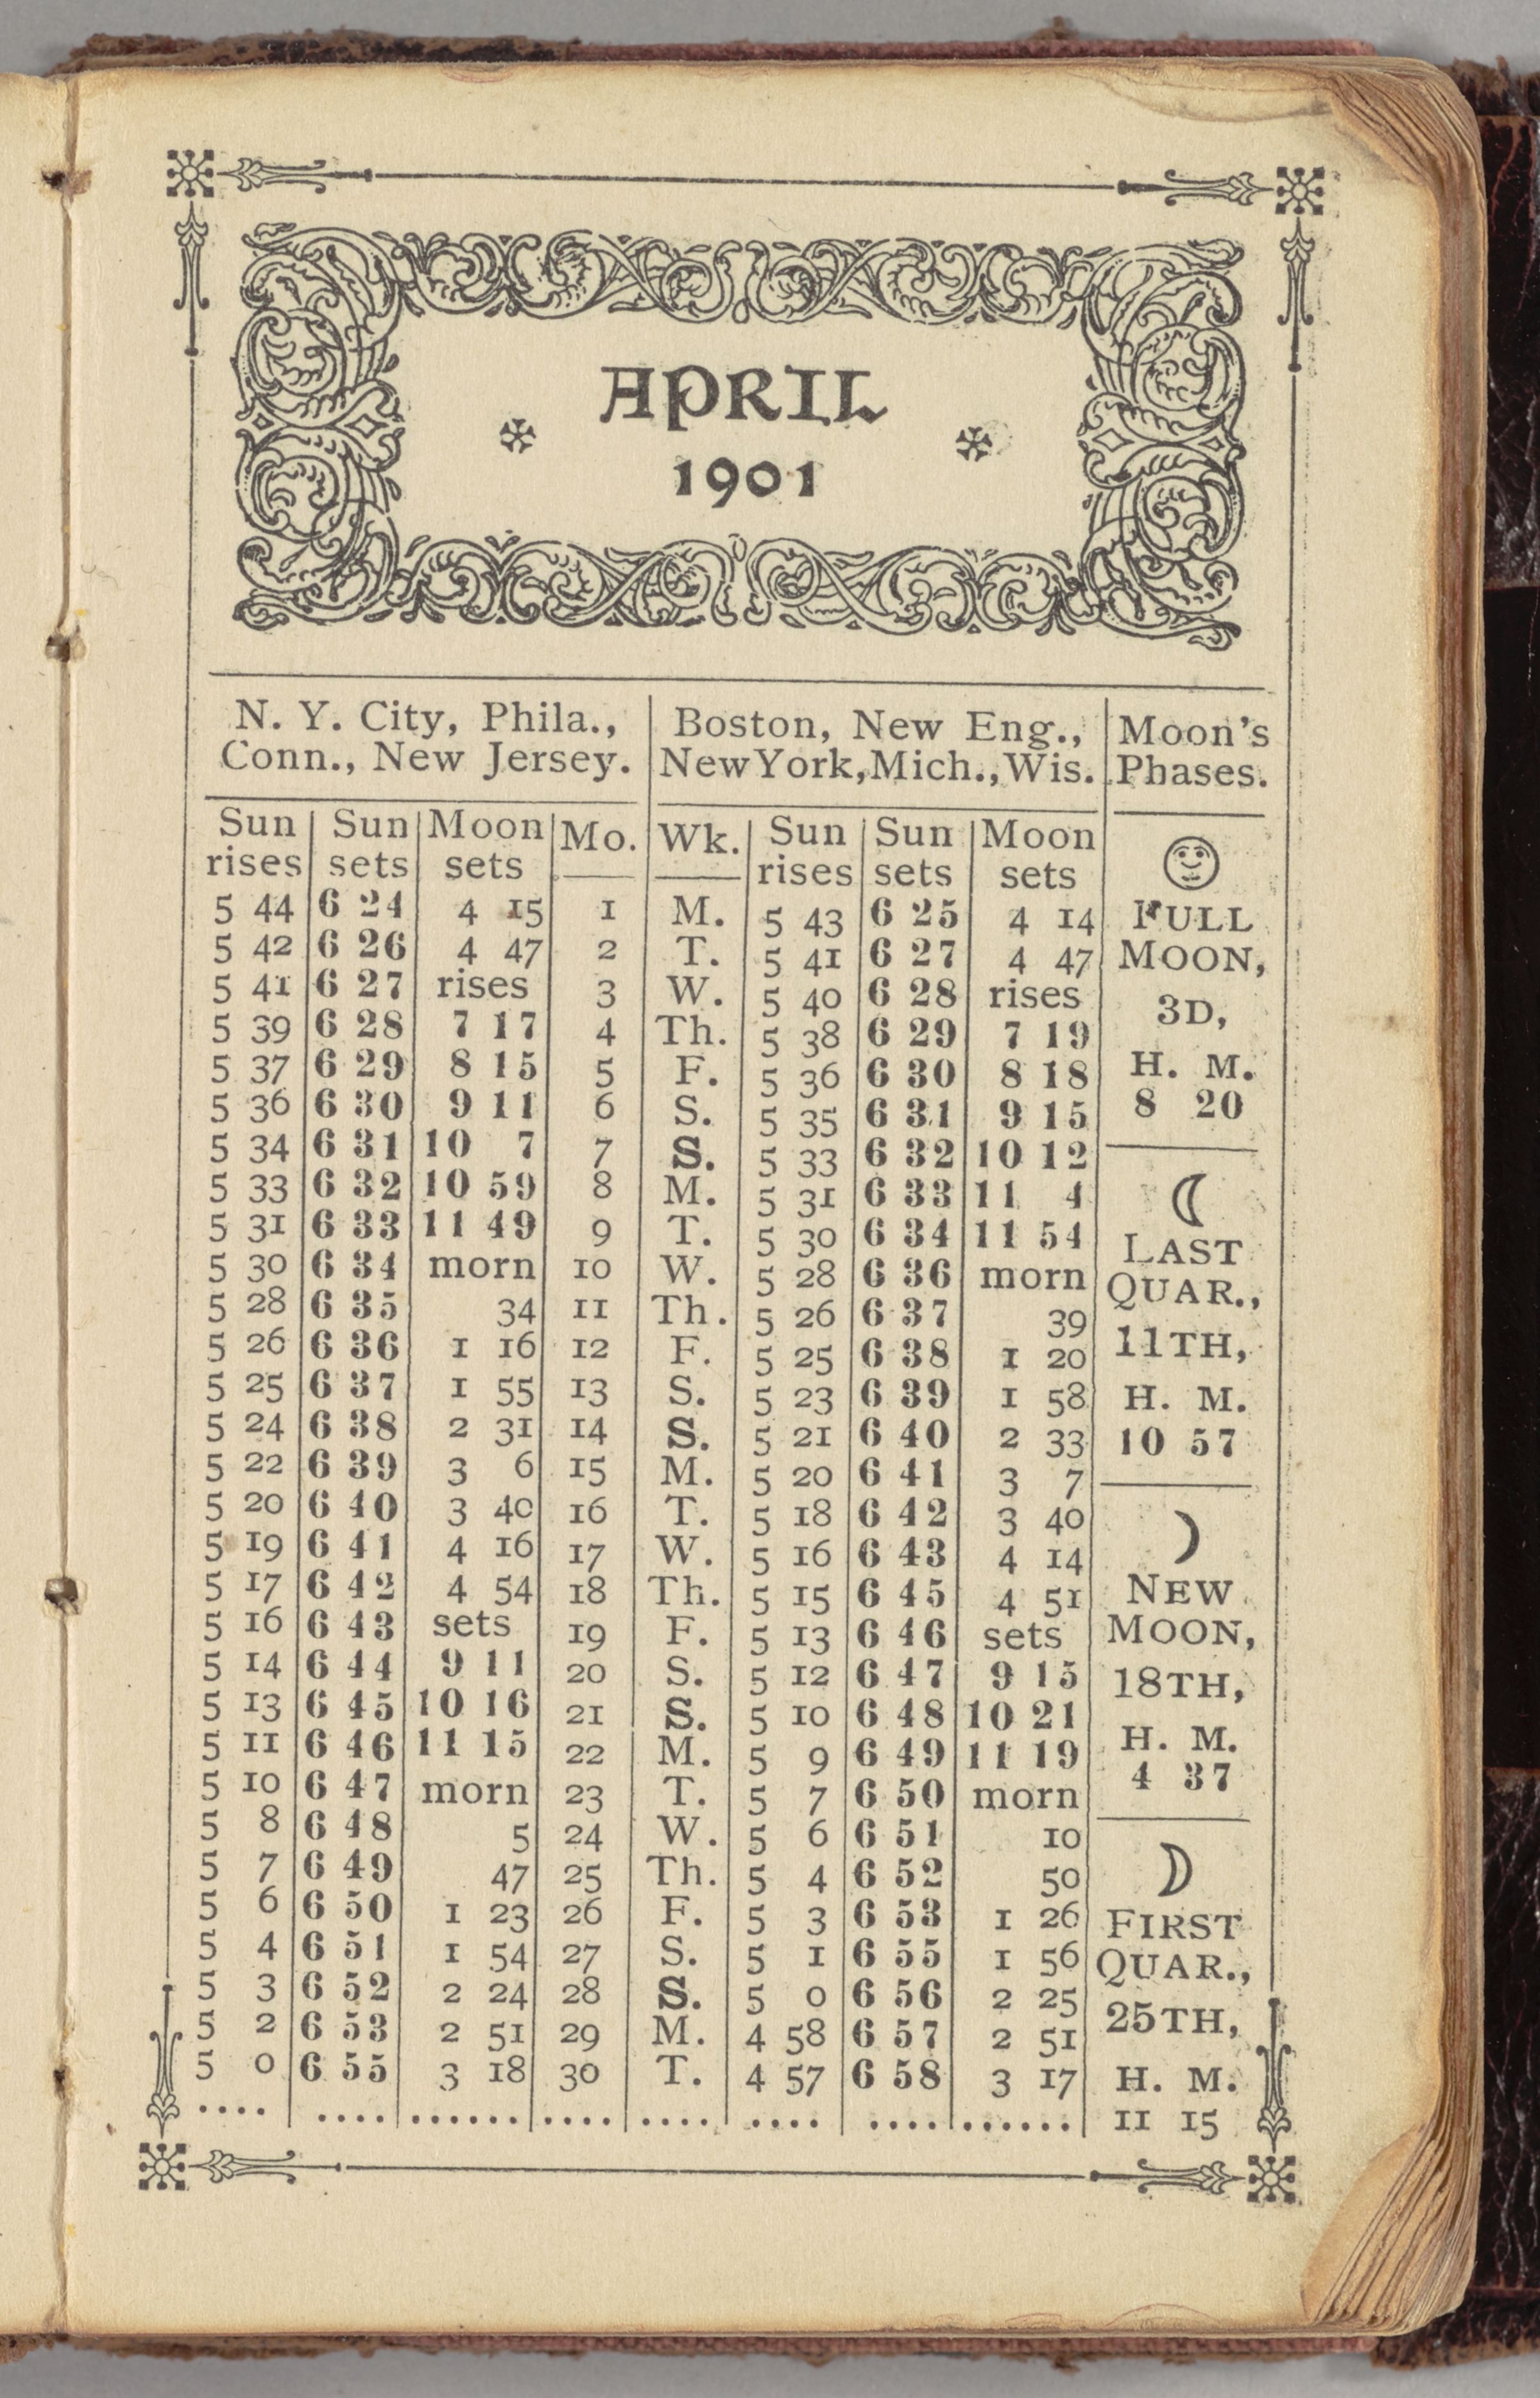 APRIL
1901
N. Y. City, Phila.,
Conn., New Jersey.
Boston, New Eng.,
New York, Mich., Wis.
Moon's
Phases.
Sun rises | Sun sets | Moon sets | Mo. | Wk. | Sun rises | Sun sets | Moon sets
5 44 6 24 4 15 1 M. 5 43 6 25 4 14
5 42 6 26 4 47 2 T. 5 41 6 27 4 47
5 41 6 27 rises 3 W. 5 40 6 28 rises
5 39 6 28 7 17 4 Th. 5 38 6 29 7 19
5 37 6 29 8 15 5 F. 5 36 6 30 8 18
5 36 6 30 9 11 6 S. 5 35 6 31 9 15
5 34 6 31 10 7 7 S. 5 33 6 32 10 12
5 33 6 32 10 59 8 M. 5 31 6 33 11 4
5 31 6 33 11 49 9 T. 5 30 6 34 11 54
5 30 6 34 morn 10 W. 5 28 6 36 morn
5 28 6 35 34 11 Th. 5 26 6 37 39
5 26 6 36 1 16 12 F. 5 25 6 38 1 20
5 25 6 37 1 55 13 S. 5 23 6 39 1 58
5 24 6 38 2 31 14 S. 5 21 6 40 2 33
5 22 6 39 3 6 15 M. 5 20 6 41 3 7
5 20 6 40 3 40 16 T. 5 18 6 42 3 40
5 19 6 41 4 16 17 W. 5 16 6 43 4 14
5 17 6 42 4 54 18 Th. 5 15 6 45 4 51
5 16 6 43 sets 19 F. 5 13 6 46 sets
5 14 6 44 9 11 20 S. 5 12 6 47 9 15
5 13 6 45 10 16 21 S. 5 10 6 48 10 21
5 11 6 46 11 15 22 M. 5 9 6 49 11 19
5 10 6 47 morn 23 T. 5 7 6 50 morn
5 8 6 48 5 24 W. 5 6 6 51 10
5 7 6 49 47 25 Th. 5 4 6 52 50
5 6 6 50 1 23 26 F. 5 3 6 53 1 26
5 4 6 51 1 54 27 S. 5 1 6 55 1 56
5 3 6 52 2 24 28 S. 5 0 6 56 2 25
5 2 6 53 2 51 29 M. 4 58 6 57 2 51
5 0 6 55 3 18 30 T. 4 57 6 58 3 17
FULL
MOON,
3D,
H. M.
8 20
LAST
QUAR.,
11TH,
H. M.
10 57
NEW
MOON,
18TH,
H. M.
4 37
FIRST
QUAR.,
25TH,
H. M.
11 15